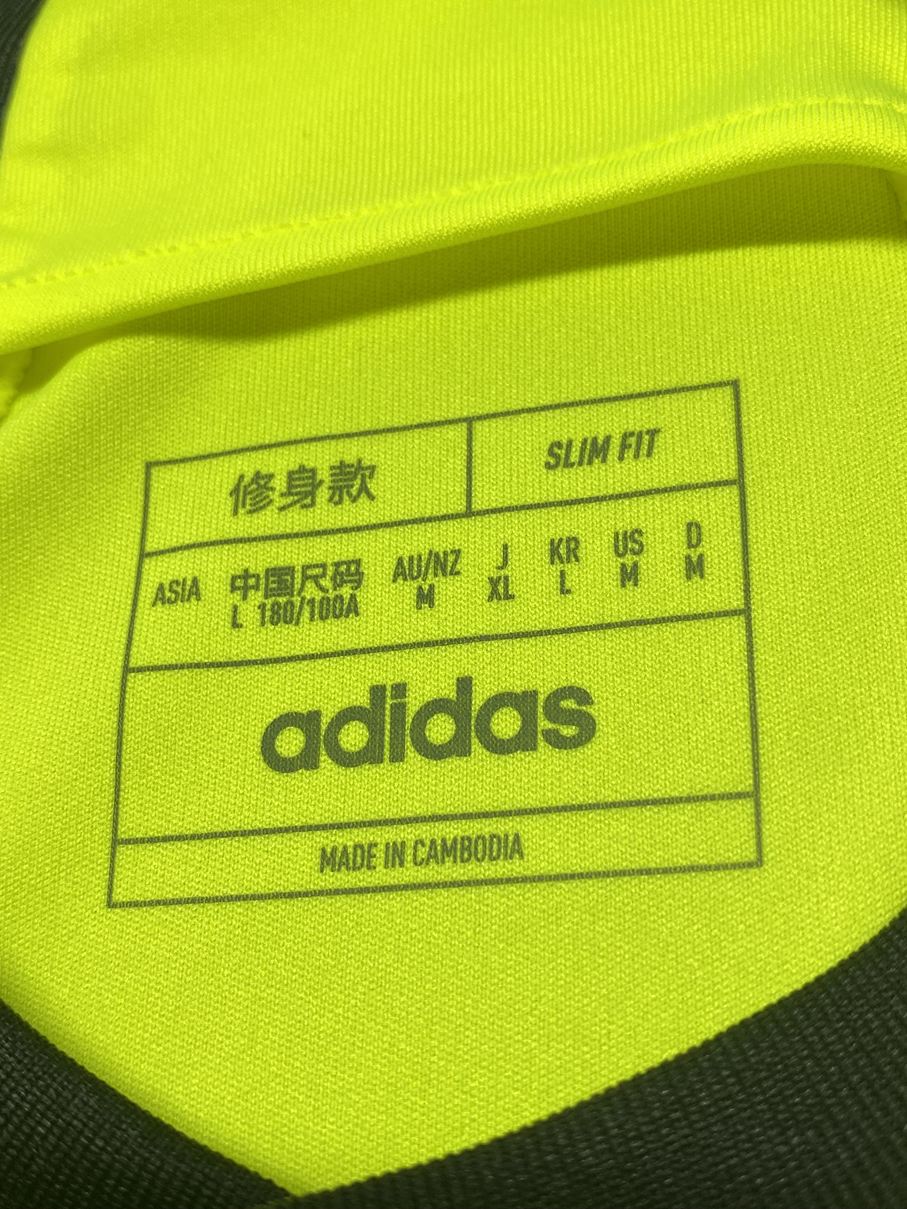 修身款 SLIM FIT
ASIA 中国尺码 AU/NZ J KR US D
L 180/100A M XL L M M
adidas
MADE IN CAMBODIA